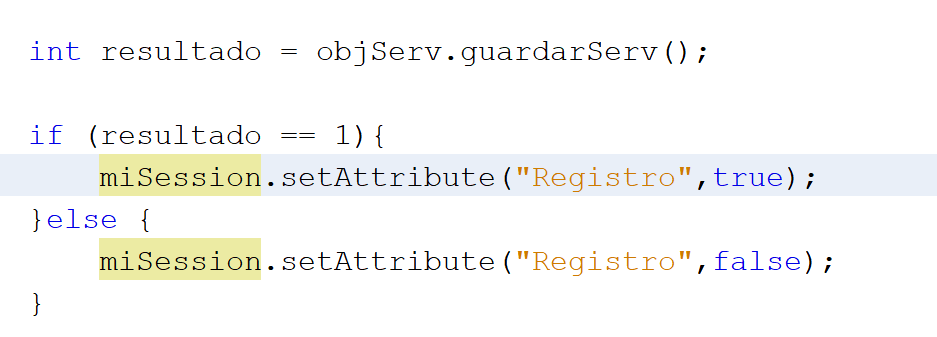 int resultado = objServ.guardarServ();
if (resultado == 1){
miSession.setAttribute("Registro",true);
}else {
miSession.setAttribute("Registro",false);
}